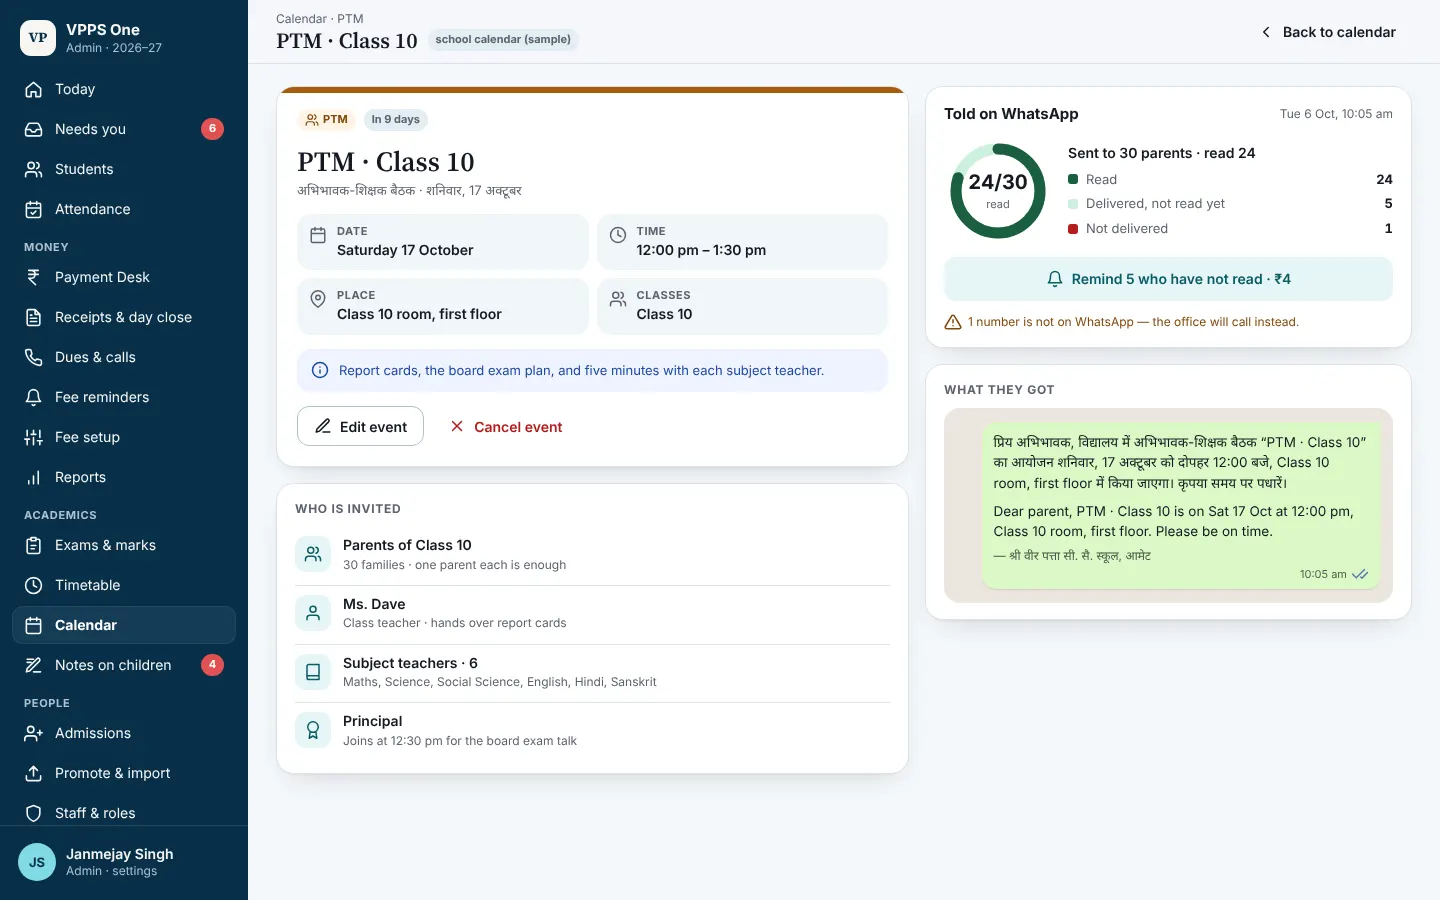 VP
VPPS One
Admin · 2026–27
Today
Needs you 6
Students
Attendance
MONEY
Payment Desk
Receipts & day close
Dues & calls
Fee reminders
Fee setup
Reports
ACADEMICS
Exams & marks
Timetable
Calendar
Notes on children 4
PEOPLE
Admissions
Promote & import
Staff & roles
JS
Janmejay Singh
Admin · settings
Calendar · PTM
PTM · Class 10 school calendar (sample)
Back to calendar
PTM In 9 days
PTM · Class 10
अभिभावक-शिक्षक बैठक · शनिवार, 17 अक्टूबर
DATE
Saturday 17 October
TIME
12:00 pm – 1:30 pm
PLACE
Class 10 room, first floor
CLASSES
Class 10
Report cards, the board exam plan, and five minutes with each subject teacher.
Edit event Cancel event
WHO IS INVITED
Parents of Class 10
30 families · one parent each is enough
Ms. Dave
Class teacher · hands over report cards
Subject teachers · 6
Maths, Science, Social Science, English, Hindi, Sanskrit
Principal
Joins at 12:30 pm for the board exam talk
Told on WhatsApp Tue 6 Oct, 10:05 am
24/30
read
Sent to 30 parents · read 24
Read 24
Delivered, not read yet 5
Not delivered 1
Remind 5 who have not read · ₹4
1 number is not on WhatsApp — the office will call instead.
WHAT THEY GOT
प्रिय अभिभावक, विद्यालय में अभिभावक-शिक्षक बैठक “PTM · Class 10”
का आयोजन शनिवार, 17 अक्टूबर को दोपहर 12:00 बजे, Class 10
room, first floor में किया जाएगा। कृपया समय पर पधारें।
Dear parent, PTM · Class 10 is on Sat 17 Oct at 12:00 pm,
Class 10 room, first floor. Please be on time.
— श्री वीर पत्ता सी. सै. स्कूल, आमेट
10:05 am